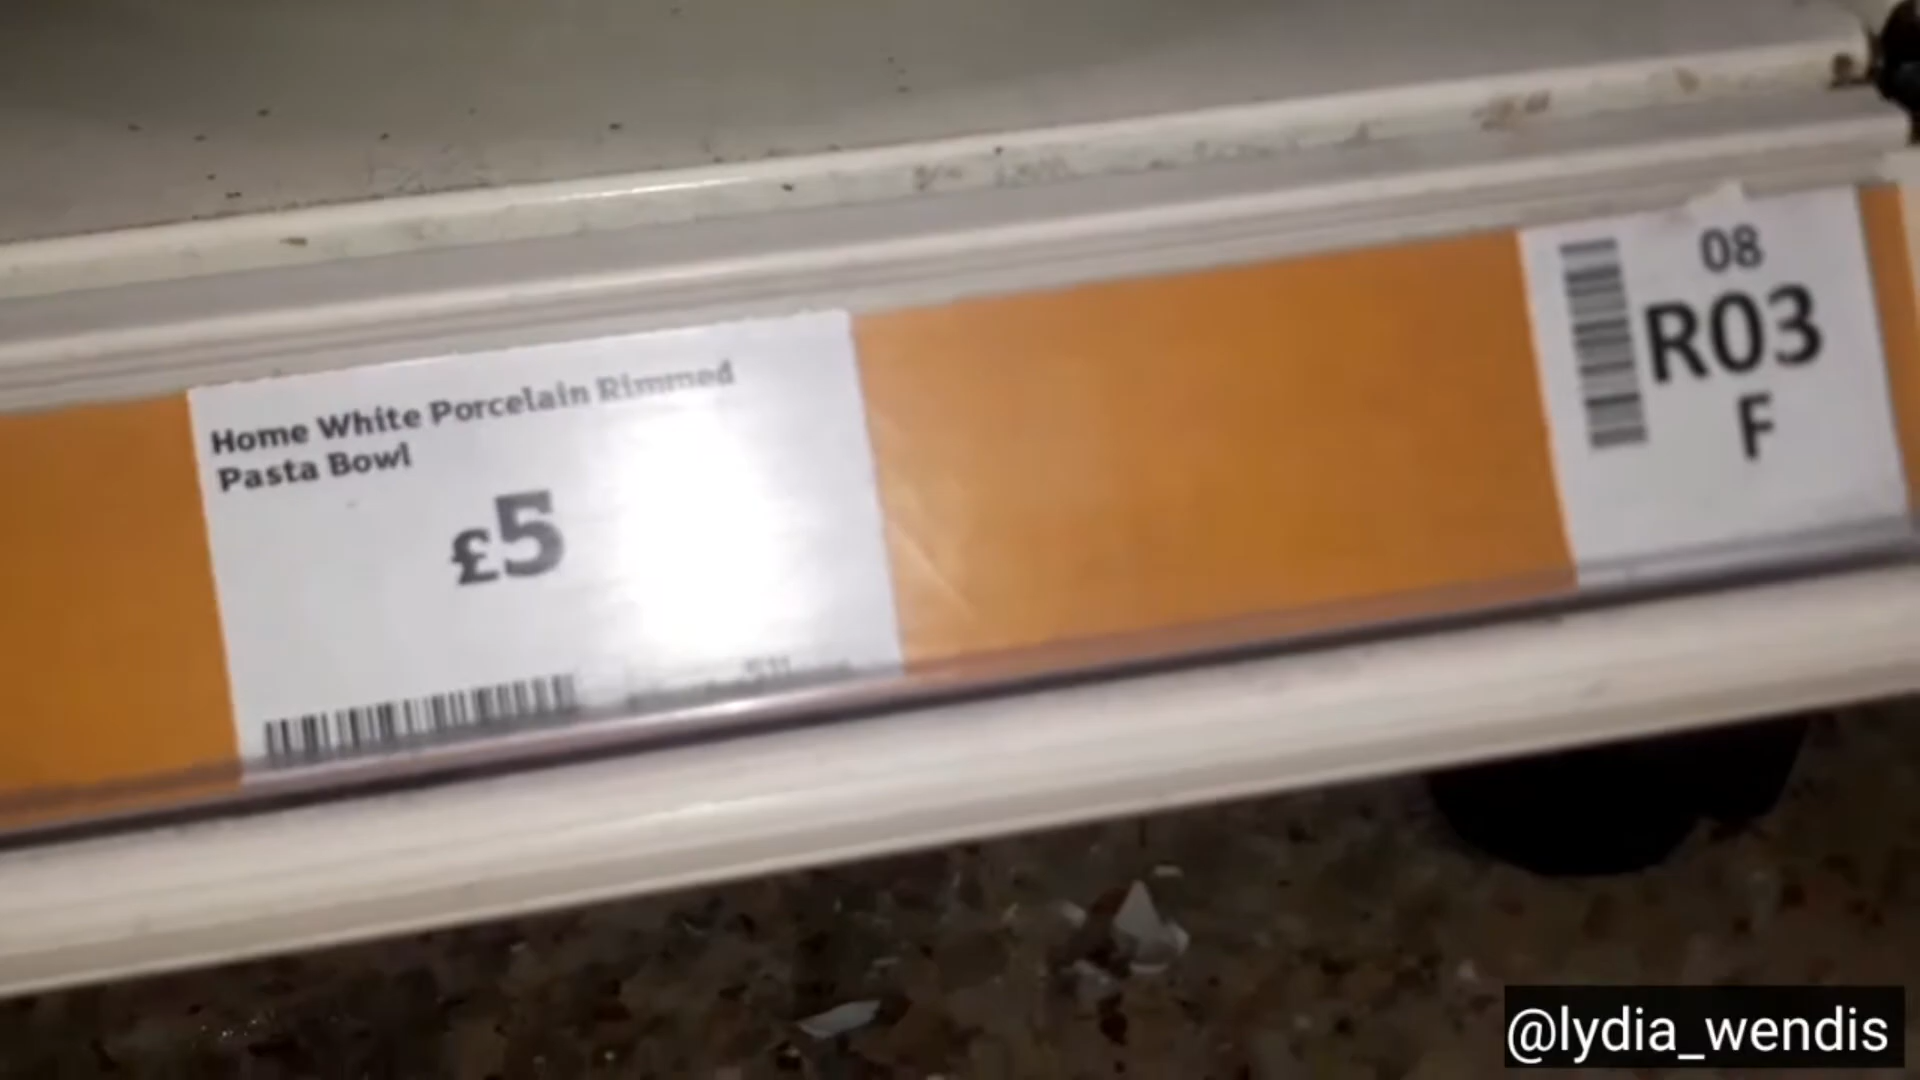 Home White Porcelain Rimmed
Pasta Bowl
£5
08
R03
F
@lydia_wendis